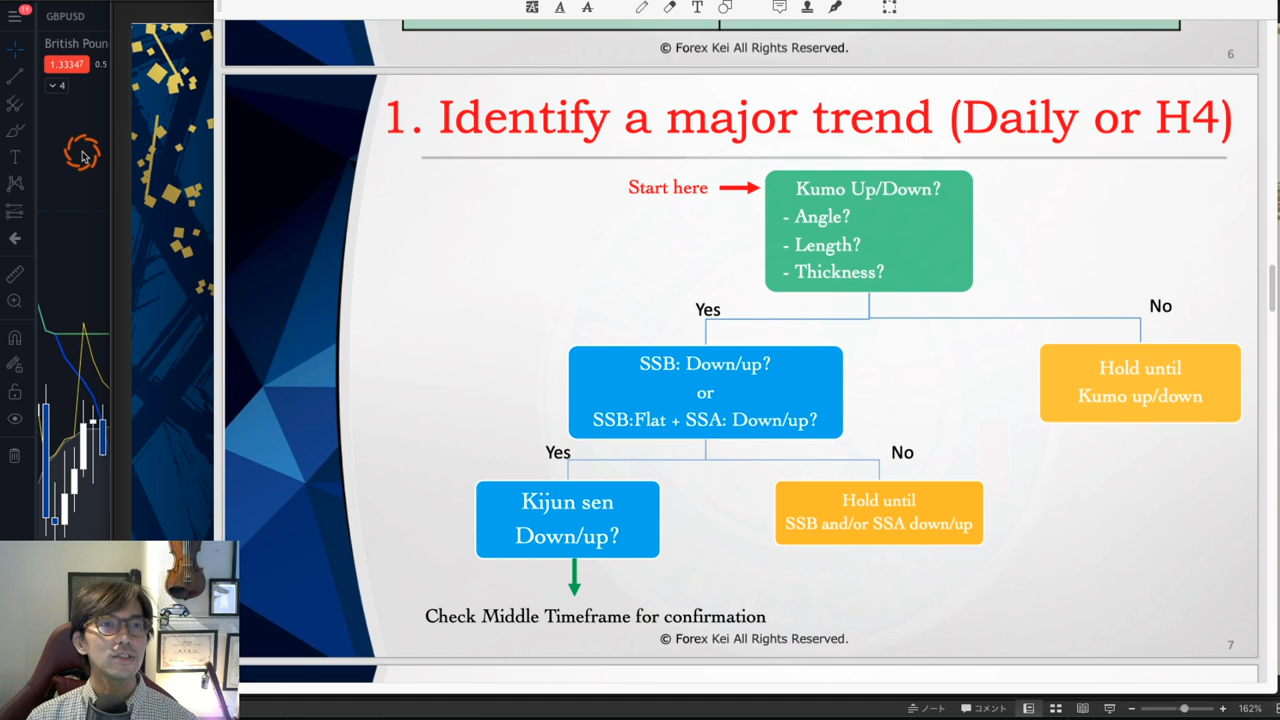 11
GBPUSD
British Poun
1.33347
0.5
4
© Forex Kei All Rights Reserved.
6
1. Identify a major trend (Daily or H4)
Start here
Kumo Up/Down?
- Angle?
- Length?
- Thickness?
Yes
No
SSB: Down/up?
or
SSB:Flat + SSA: Down/up?
Hold until
Kumo up/down
Yes
No
Kijun sen
Down/up?
Hold until
SSB and/or SSA down/up
Check Middle Timeframe for confirmation
© Forex Kei All Rights Reserved.
7
ノート
コメント
162%